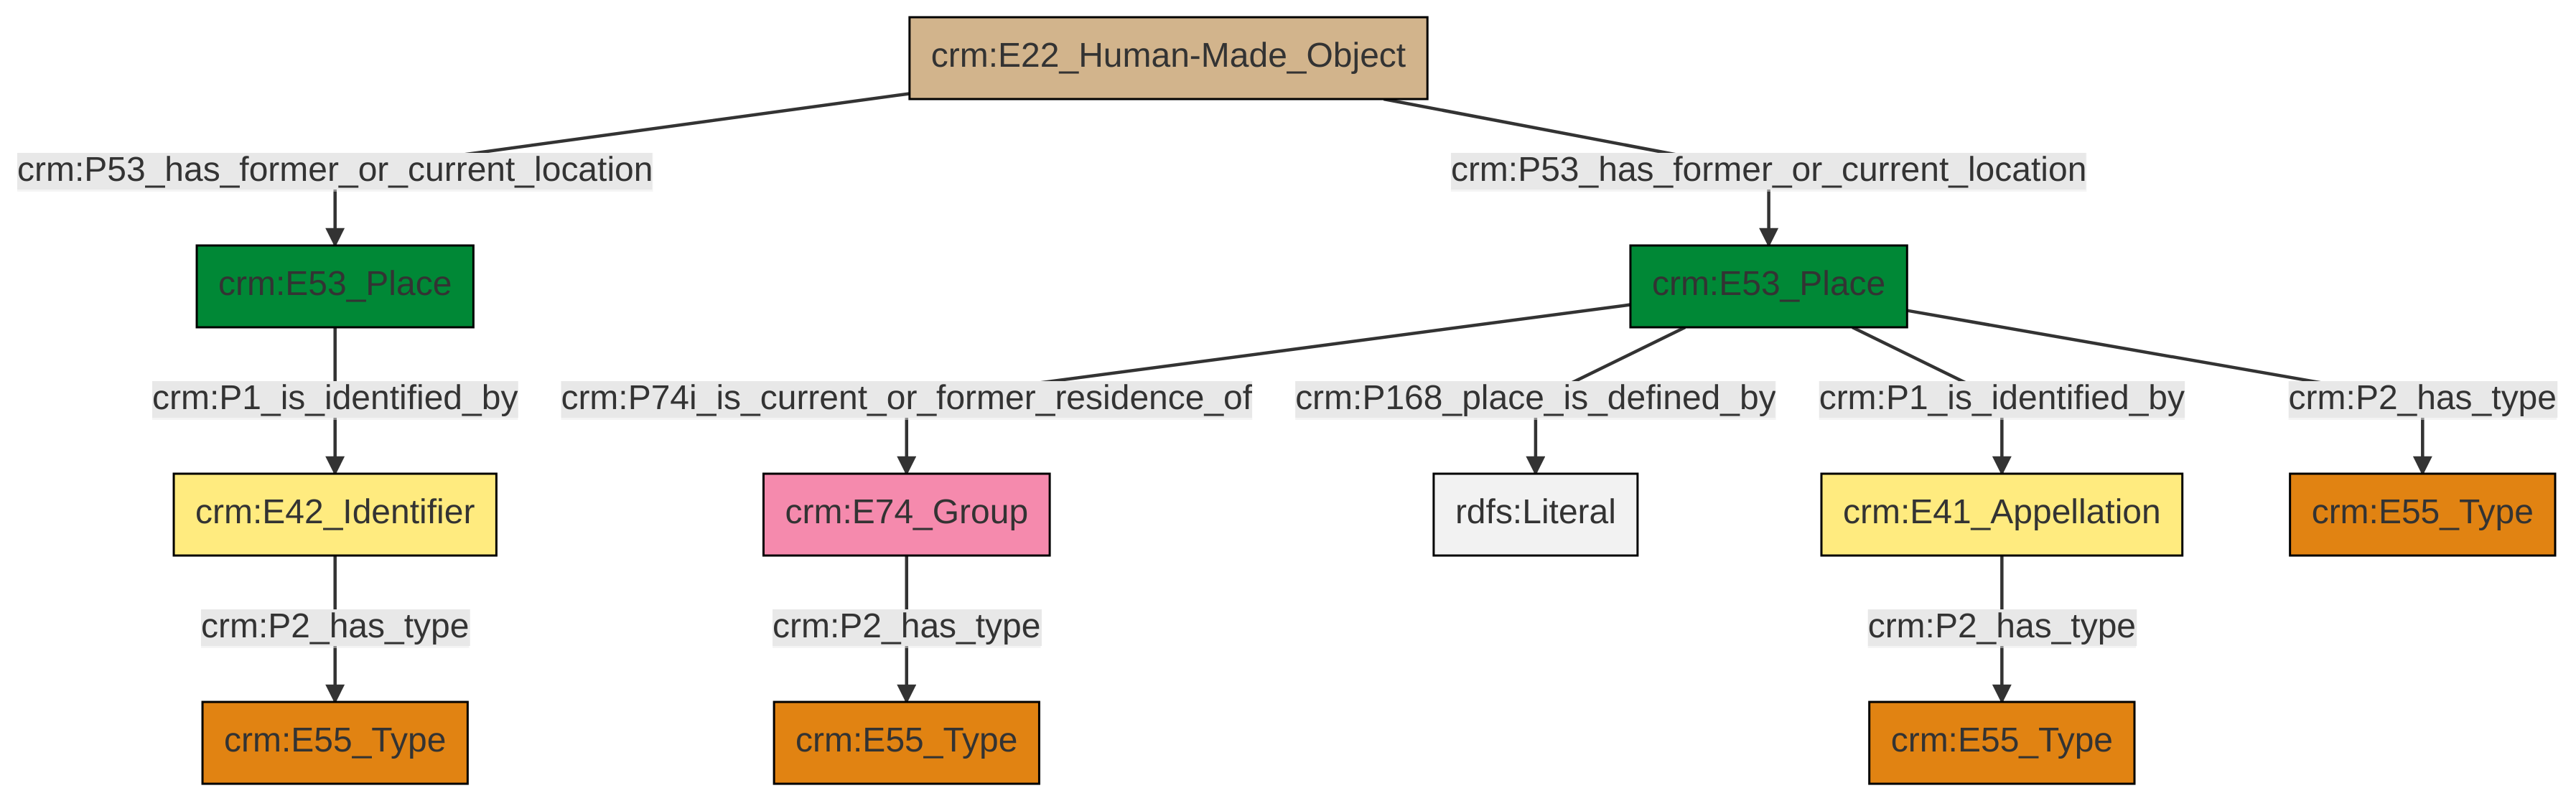 crm:E22_Human-Made_Object
crm:P53_has_former_or_current_location
crm:P53_has_former_or_current_location
crm:E53_Place
crm:E53_Place
crm:P1_is_identified_by
crm:P74i_is_current_or_former_residence_of
crm:P168_place_is_defined_by
crm:P1_is_identified_by
crm:P2_has_type
crm:E42_Identifier
crm:E74_Group
rdfs:Literal
crm:E41_Appellation
crm:E55_Type
crm:P2_has_type
crm:P2_has_type
crm:P2_has_type
crm:E55_Type
crm:E55_Type
crm:E55_Type